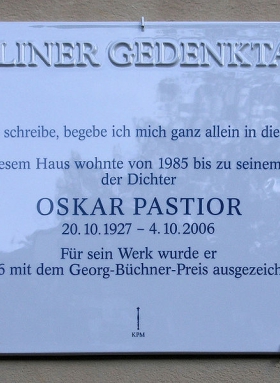 LINER GEDENKTA
schreibe, begebe ich mich ganz allein in die
esem Haus wohnte von 1985 bis zu seinem
der Dichter
OSKAR PASTIOR
20.10.1927 – 4.10.2006
Für sein Werk wurde er
6 mit dem Georg-Büchner-Preis ausgezeich
KPM